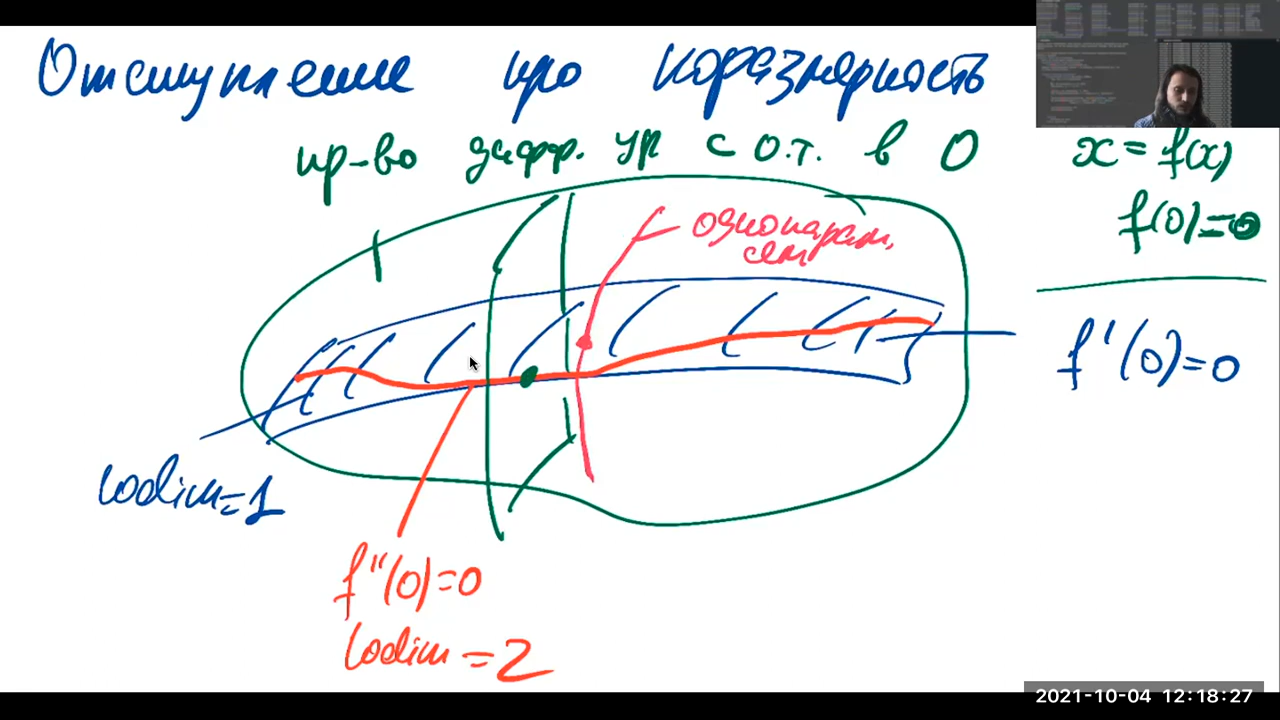 Отступление про коразмерность
пр-во дифф. ур с о.т. в 0
x = f(x)
f(0)=0
однопарам.
сем
f'(0)=0
codim=1
f''(0)=0
codim=2
2021-10-04 12:18:27